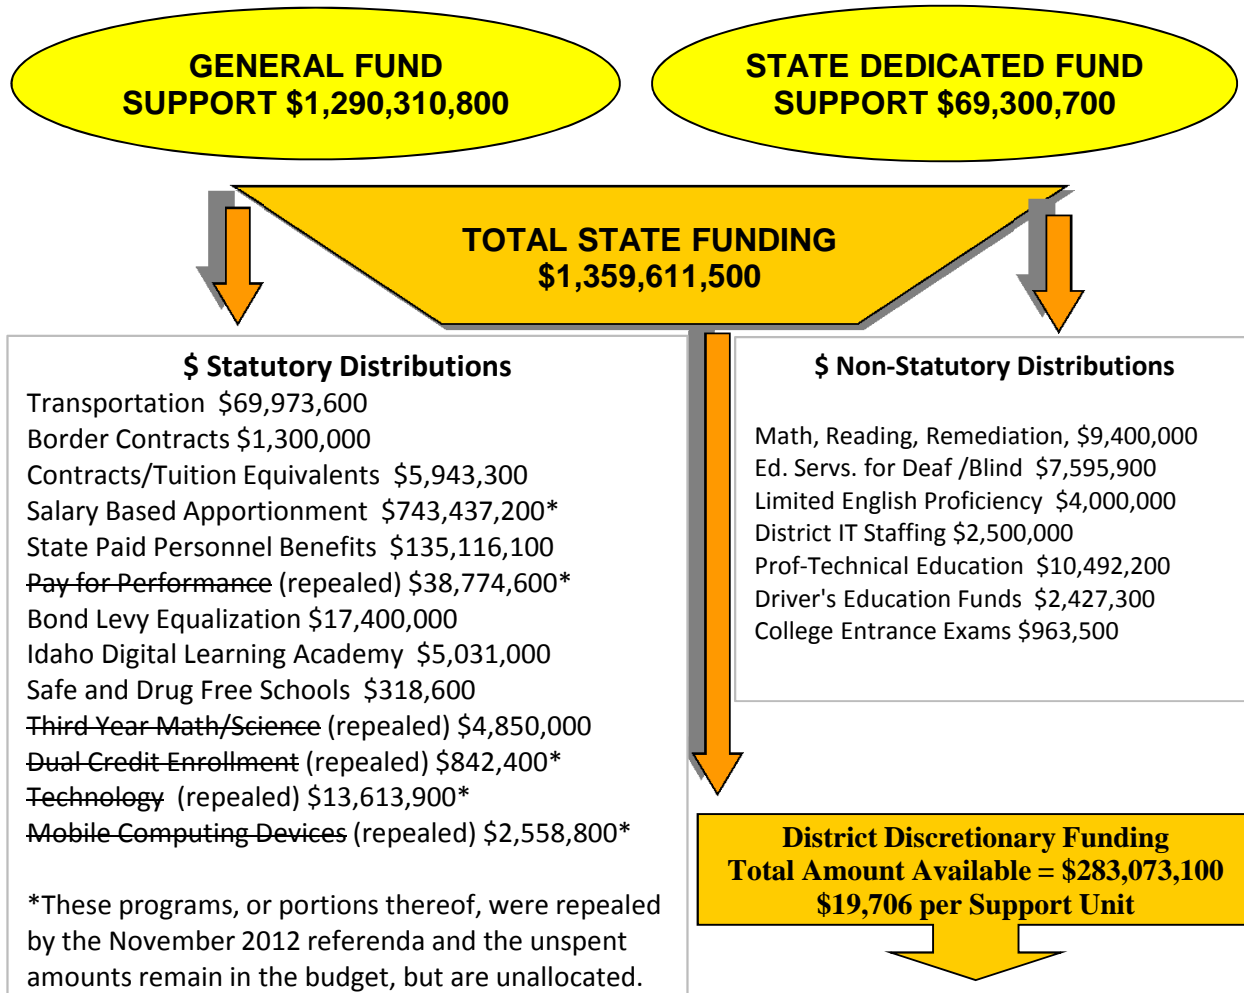 GENERAL FUND
SUPPORT $1,290,310,800
STATE DEDICATED FUND
SUPPORT $69,300,700
TOTAL STATE FUNDING
$1,359,611,500
$ Statutory Distributions
Transportation $69,973,600
Border Contracts $1,300,000
Contracts/Tuition Equivalents $5,943,300
Salary Based Apportionment $743,437,200*
State Paid Personnel Benefits $135,116,100
Pay for Performance (repealed) $38,774,600*
Bond Levy Equalization $17,400,000
Idaho Digital Learning Academy $5,031,000
Safe and Drug Free Schools $318,600
Third Year Math/Science (repealed) $4,850,000
Dual Credit Enrollment (repealed) $842,400*
Technology (repealed) $13,613,900*
Mobile Computing Devices (repealed) $2,558,800*
*These programs, or portions thereof, were repealed
by the November 2012 referenda and the unspent
amounts remain in the budget, but are unallocated.
$ Non-Statutory Distributions
Math, Reading, Remediation, $9,400,000
Ed. Servs. for Deaf /Blind $7,595,900
Limited English Proficiency $4,000,000
District IT Staffing $2,500,000
Prof-Technical Education $10,492,200
Driver's Education Funds $2,427,300
College Entrance Exams $963,500
District Discretionary Funding
Total Amount Available = $283,073,100
$19,706 per Support Unit